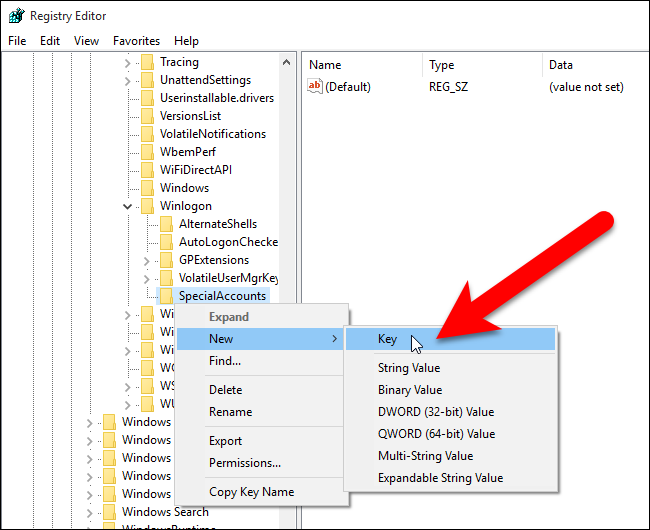 Registry Editor
File Edit View Favorites Help
Tracing
UnattendSettings
Userinstallable.drivers
VersionsList
VolatileNotifications
WbemPerf
WiFiDirectAPI
Windows
Winlogon
AlternateShells
AutoLogonChecke
GPExtensions
VolatileUserMgrKey
SpecialAccounts
Wi
Wi
Wi
WO
WS
WU
Windows
Windows
Windows
Windows
Windows
Windows Search
Name Type Data
(Default) REG_SZ (value not set)
Expand
New
Find...
Delete
Rename
Export
Permissions...
Copy Key Name
Key
String Value
Binary Value
DWORD (32-bit) Value
QWORD (64-bit) Value
Multi-String Value
Expandable String Value